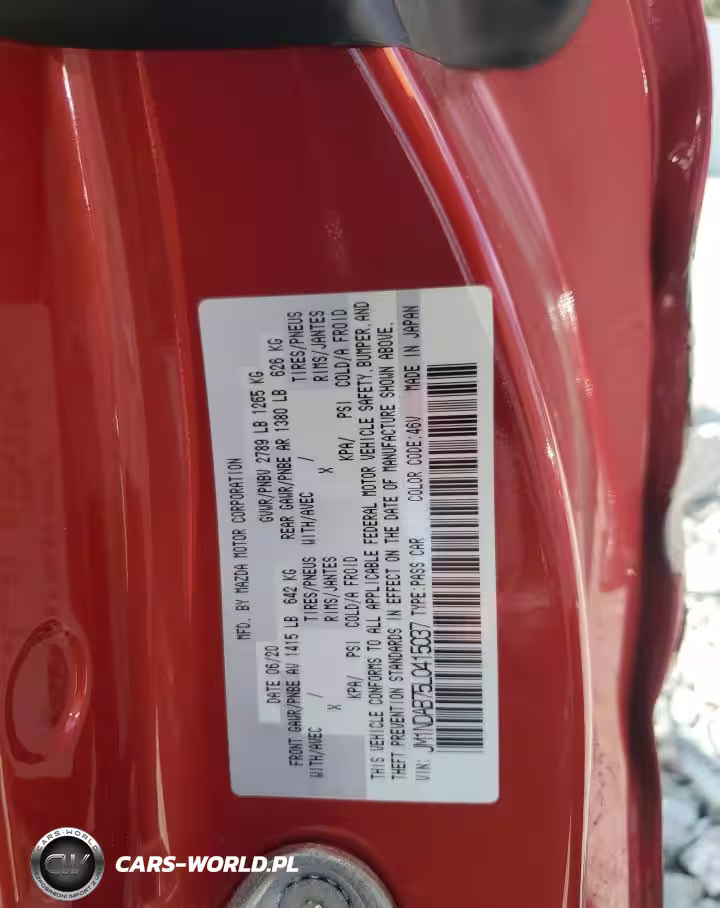 MFD. BY MAZDA MOTOR CORPORATION
DATE 06/20 GVWR/PNBV 2789 LB 1265 KG
FRONT GAWR/PNBE AV 1415 LB 642 KG REAR GAWR/PNBE AR 1380 LB 626 KG
WITH/AVEC / TIRES/PNEUS WITH/AVEC / TIRES/PNEUS
X RIMS/JANTES X RIMS/JANTES
KPA/ PSI COLD/A FROID KPA/ PSI COLD/A FROID
THIS VEHICLE CONFORMS TO ALL APPLICABLE FEDERAL MOTOR VEHICLE SAFETY, BUMPER, AND
THEFT PREVENTION STANDARDS IN EFFECT ON THE DATE OF MANUFACTURE SHOWN ABOVE.
VIN: JM1NDAB75L0415037 TYPE:PASS CAR COLOR CODE:46V MADE IN JAPAN
CARS-WORLD.PL
CARS-WORLD
CW